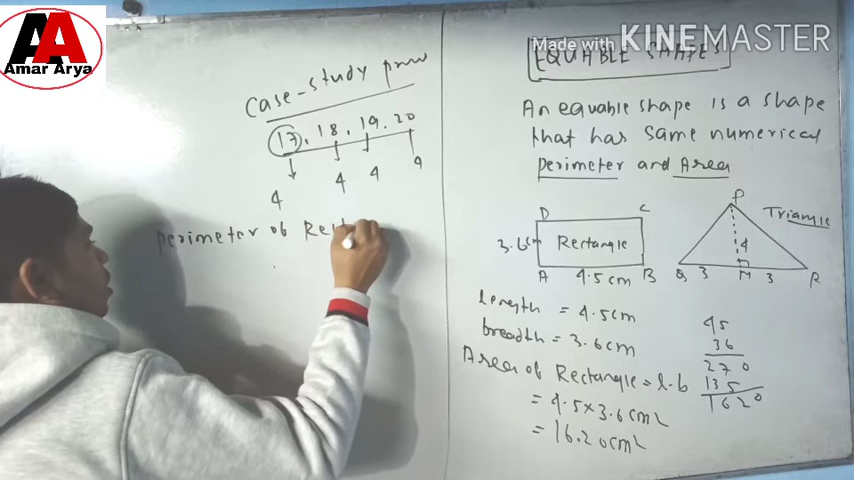 AA
Amar Arya
Made with KINEMASTER
Case-study
17, 18, 19, 20
4 4 4 4
perimeter of Rect
EQUABLE SHAPES
An equable shape is a shape
that has same numerical
perimeter and Area
D C
3.6cm Rectangle
A 4.5cm B
P
Triangle
4
Q 3 M 3 R
length = 4.5cm
breadth = 3.6cm
Area of Rectangle = l.b
= 4.5×3.6cm²
= 16.20cm²
45
36
270
135
1620